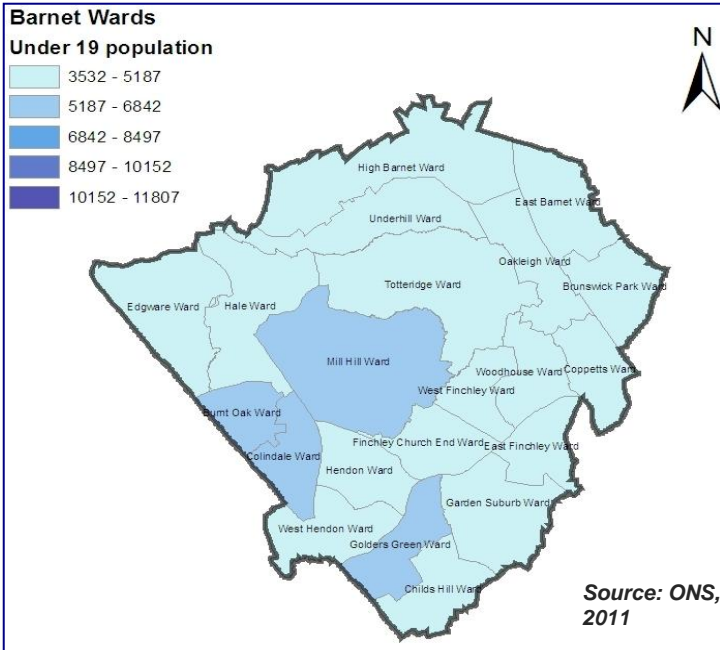 Barnet Wards
Under 19 population
3532 - 5187
5187 - 6842
6842 - 8497
8497 - 10152
10152 - 11807
N
High Barnet Ward
East Barnet Ward
Underhill Ward
Oakleigh Ward
Totteridge Ward
Brunswick Park Ward
Edgware Ward
Hale Ward
Mill Hill Ward
Woodhouse Ward
Coppetts Ward
West Finchley Ward
Burnt Oak Ward
Finchley Church End Ward
East Finchley Ward
Colindale Ward
Hendon Ward
Garden Suburb Ward
West Hendon Ward
Golders Green Ward
Childs Hill Ward
Source: ONS,
2011